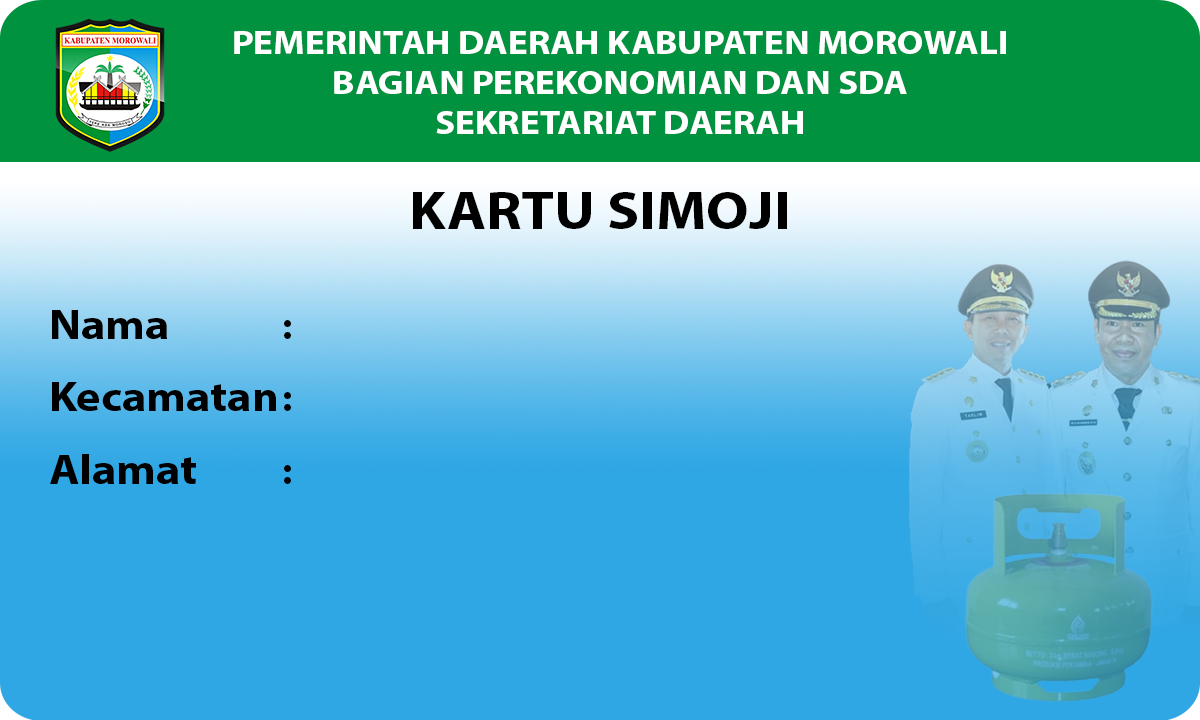 KABUPATEN MOROWALI
PEMERINTAH DAERAH KABUPATEN MOROWALI
BAGIAN PEREKONOMIAN DAN SDA
SEKRETARIAT DAERAH
KARTU SIMOJI
Nama :
Kecamatan :
Alamat :